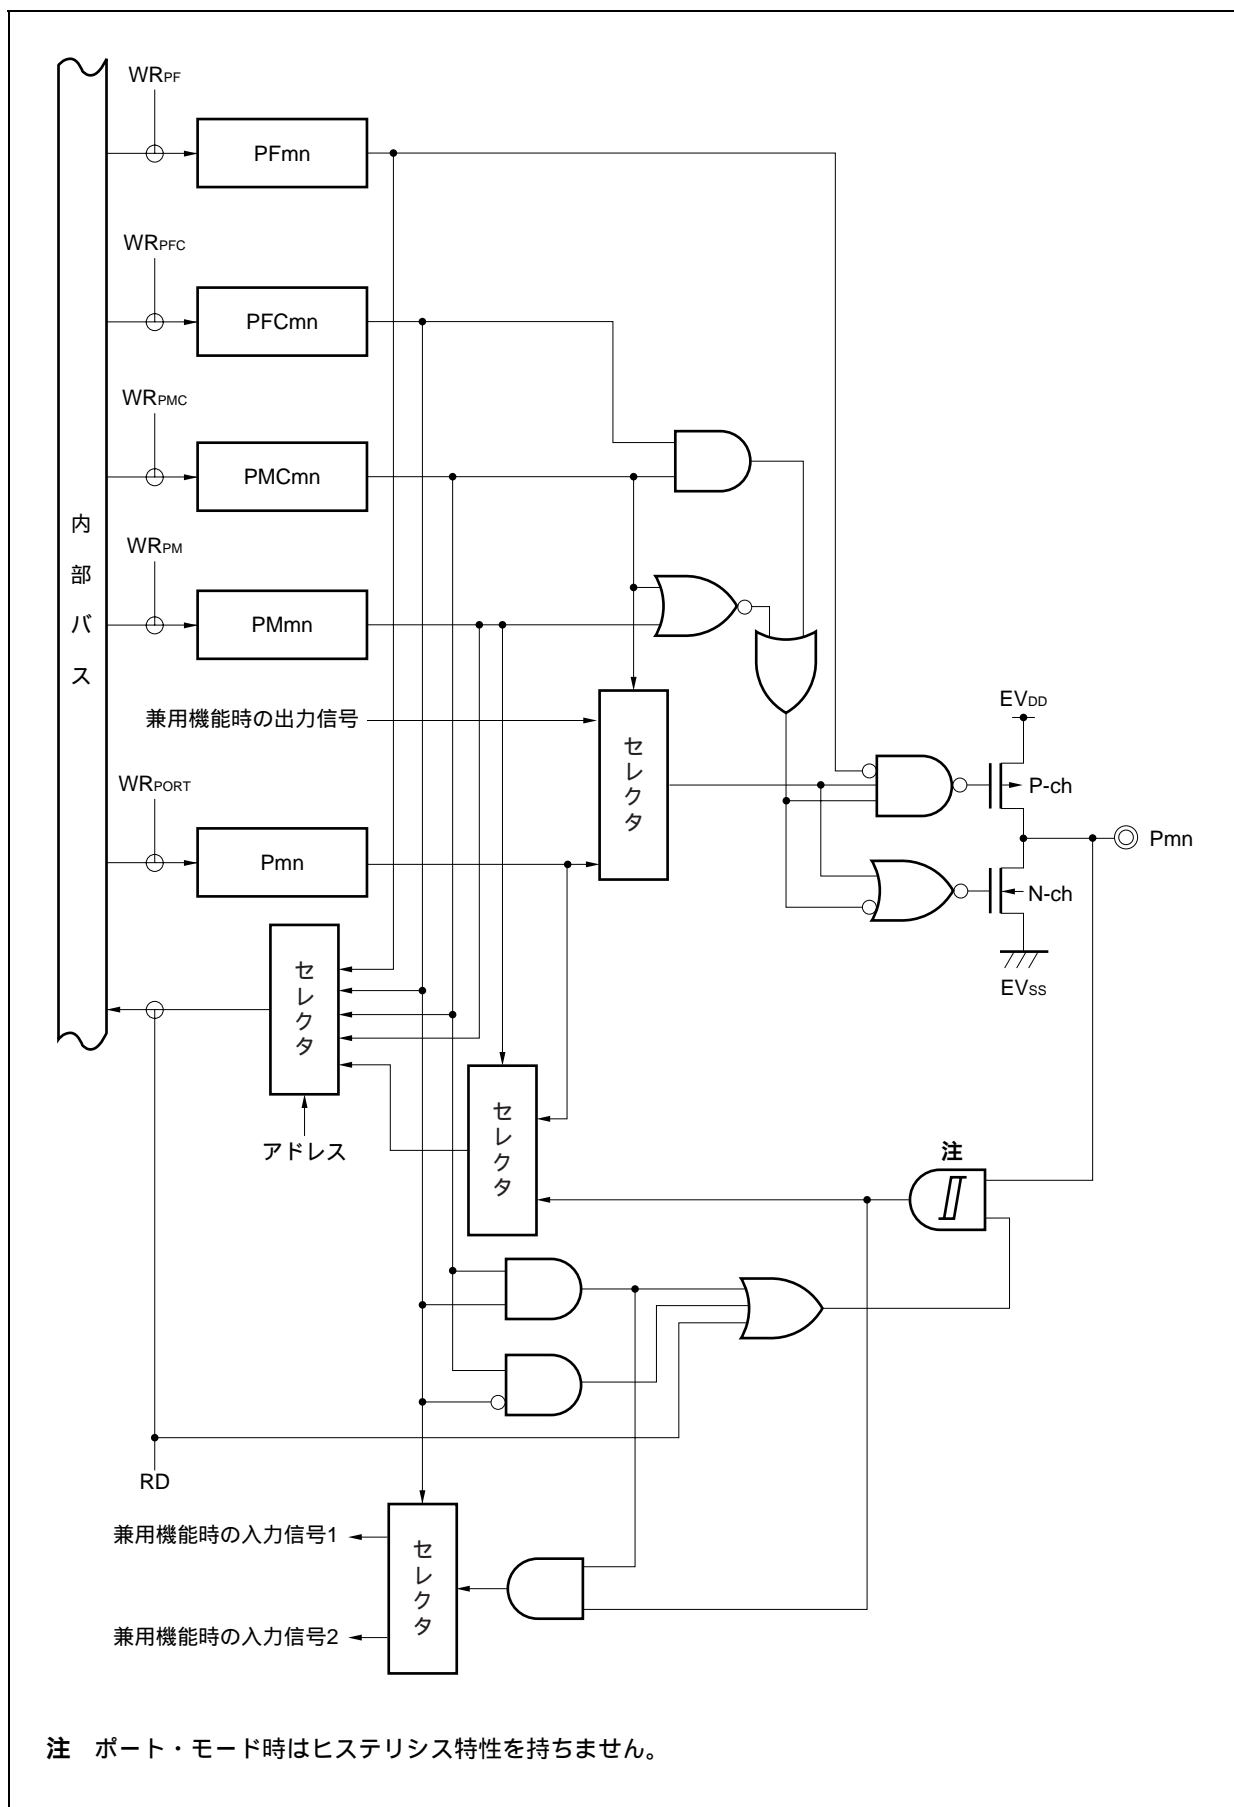 WRPF
PFmn
WRPFC
PFCmn
WRPMC
PMCmn
内部バス
WRPM
PMmn
兼用機能時の出力信号
セレクタ
EVDD
P-ch
WRPORT
Pmn
Pmn
N-ch
EVSS
セレクタ
アドレス
セレクタ
注
RD
兼用機能時の入力信号1
セレクタ
兼用機能時の入力信号2
注 ポート・モード時はヒステリシス特性を持ちません。